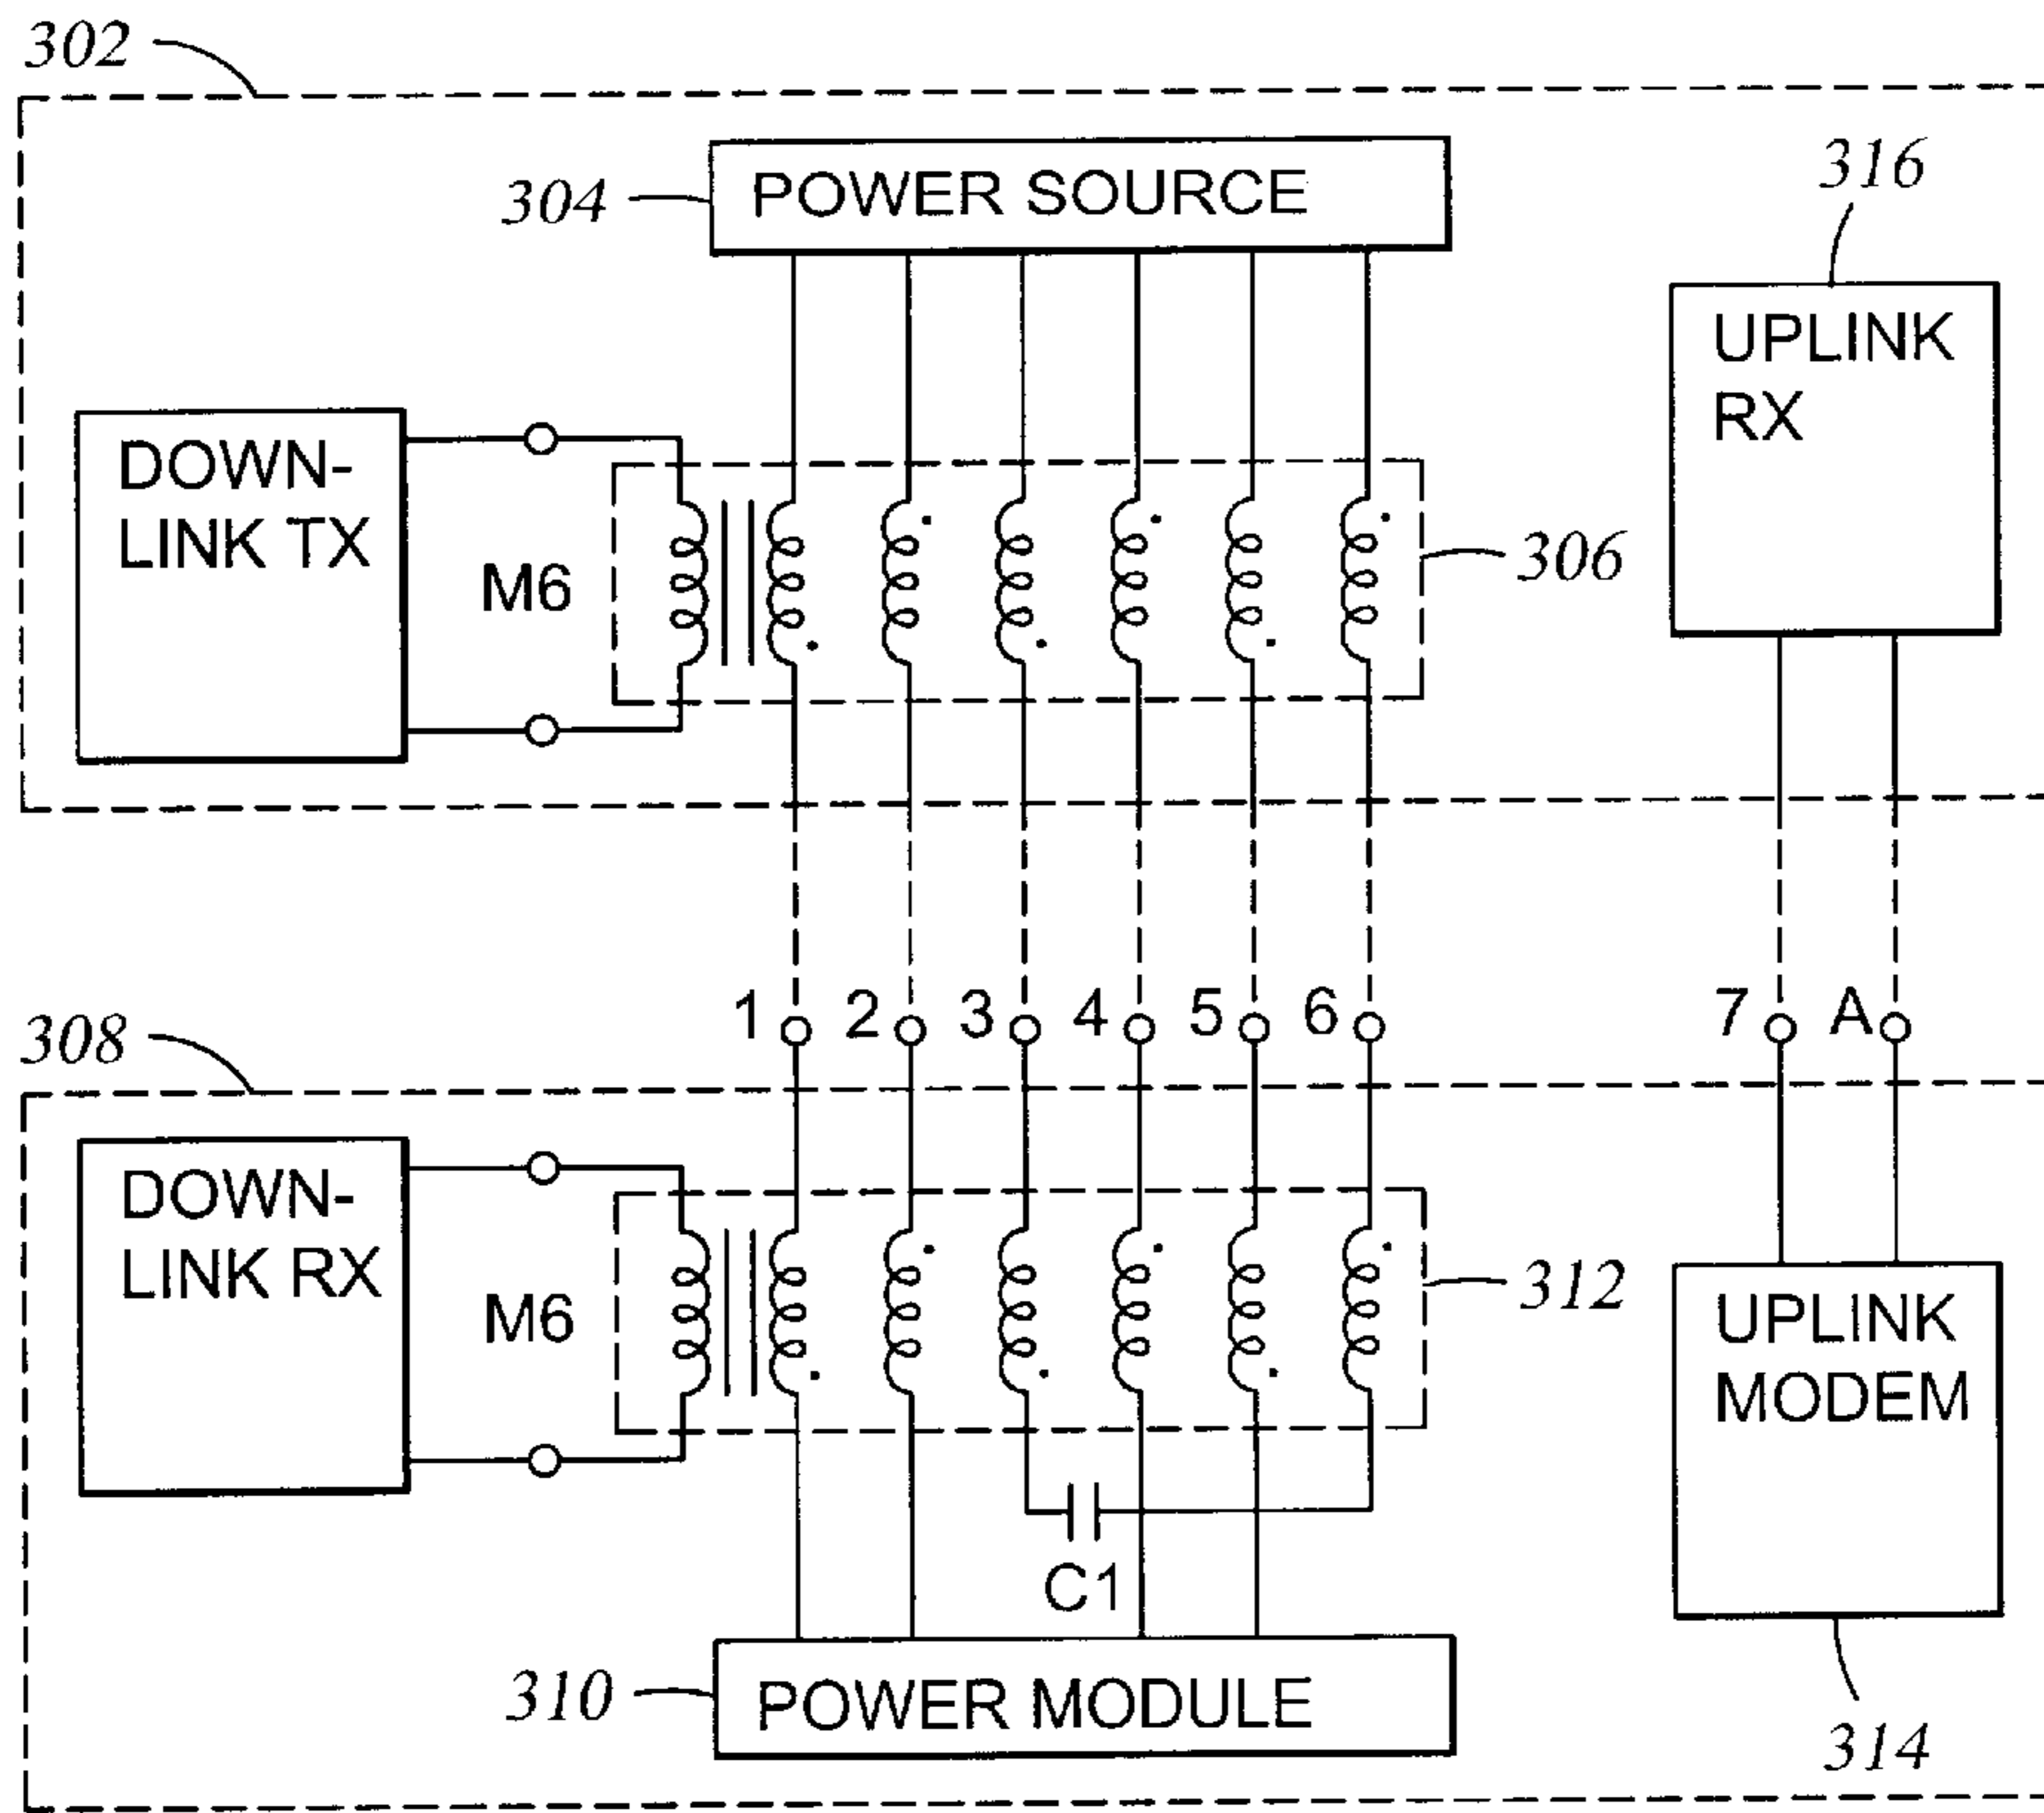 302
POWER SOURCE
304
316
UPLINK
RX
DOWN-
LINK TX
M6
306
1 2 3 4 5 6 7 A
308
DOWN-
LINK RX
M6
312
UPLINK
MODEM
C1
310
POWER MODULE
314